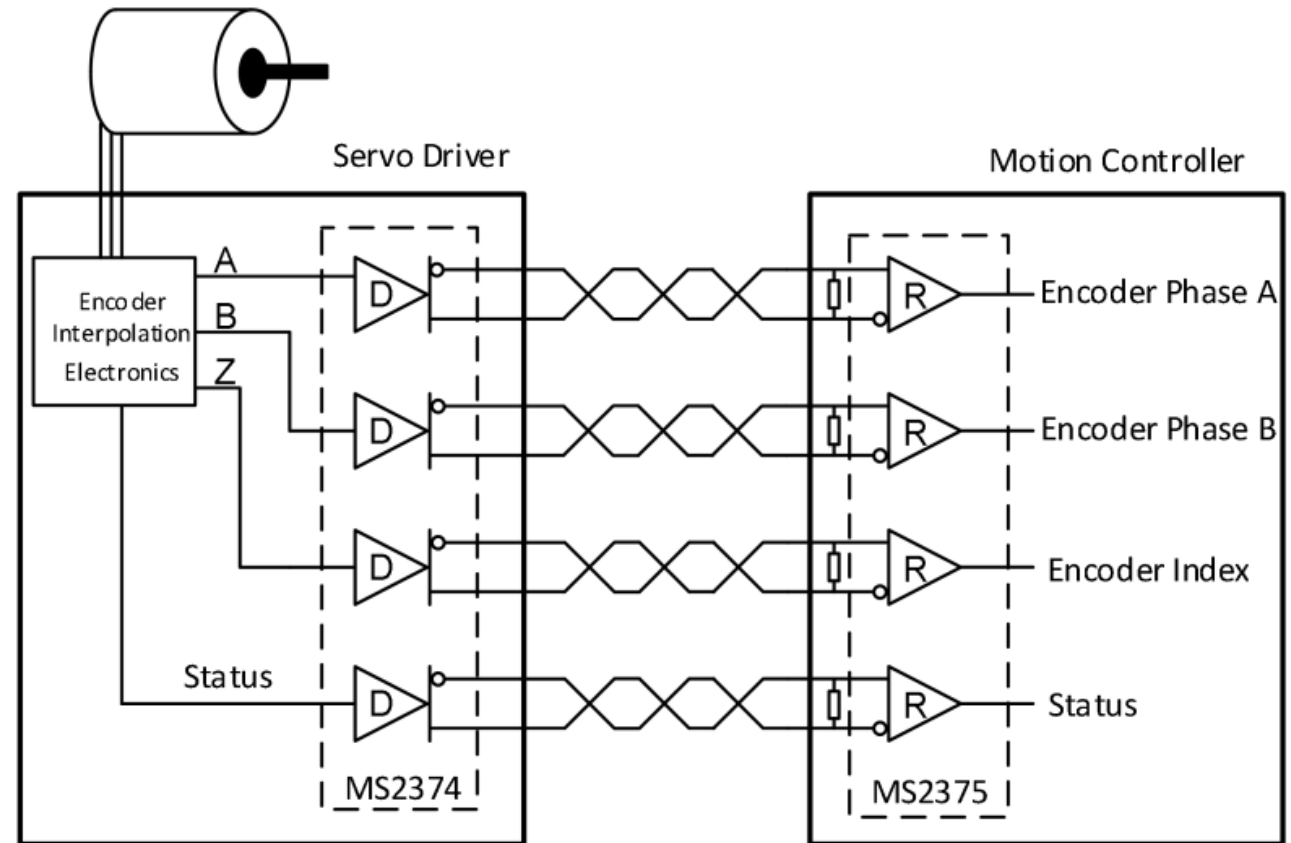 Servo Driver
Motion Controller
Encoder
Interpolation
Electronics
A
B
Z
Status
D
D
D
D
MS2374
R
R
R
R
MS2375
Encoder Phase A
Encoder Phase B
Encoder Index
Status